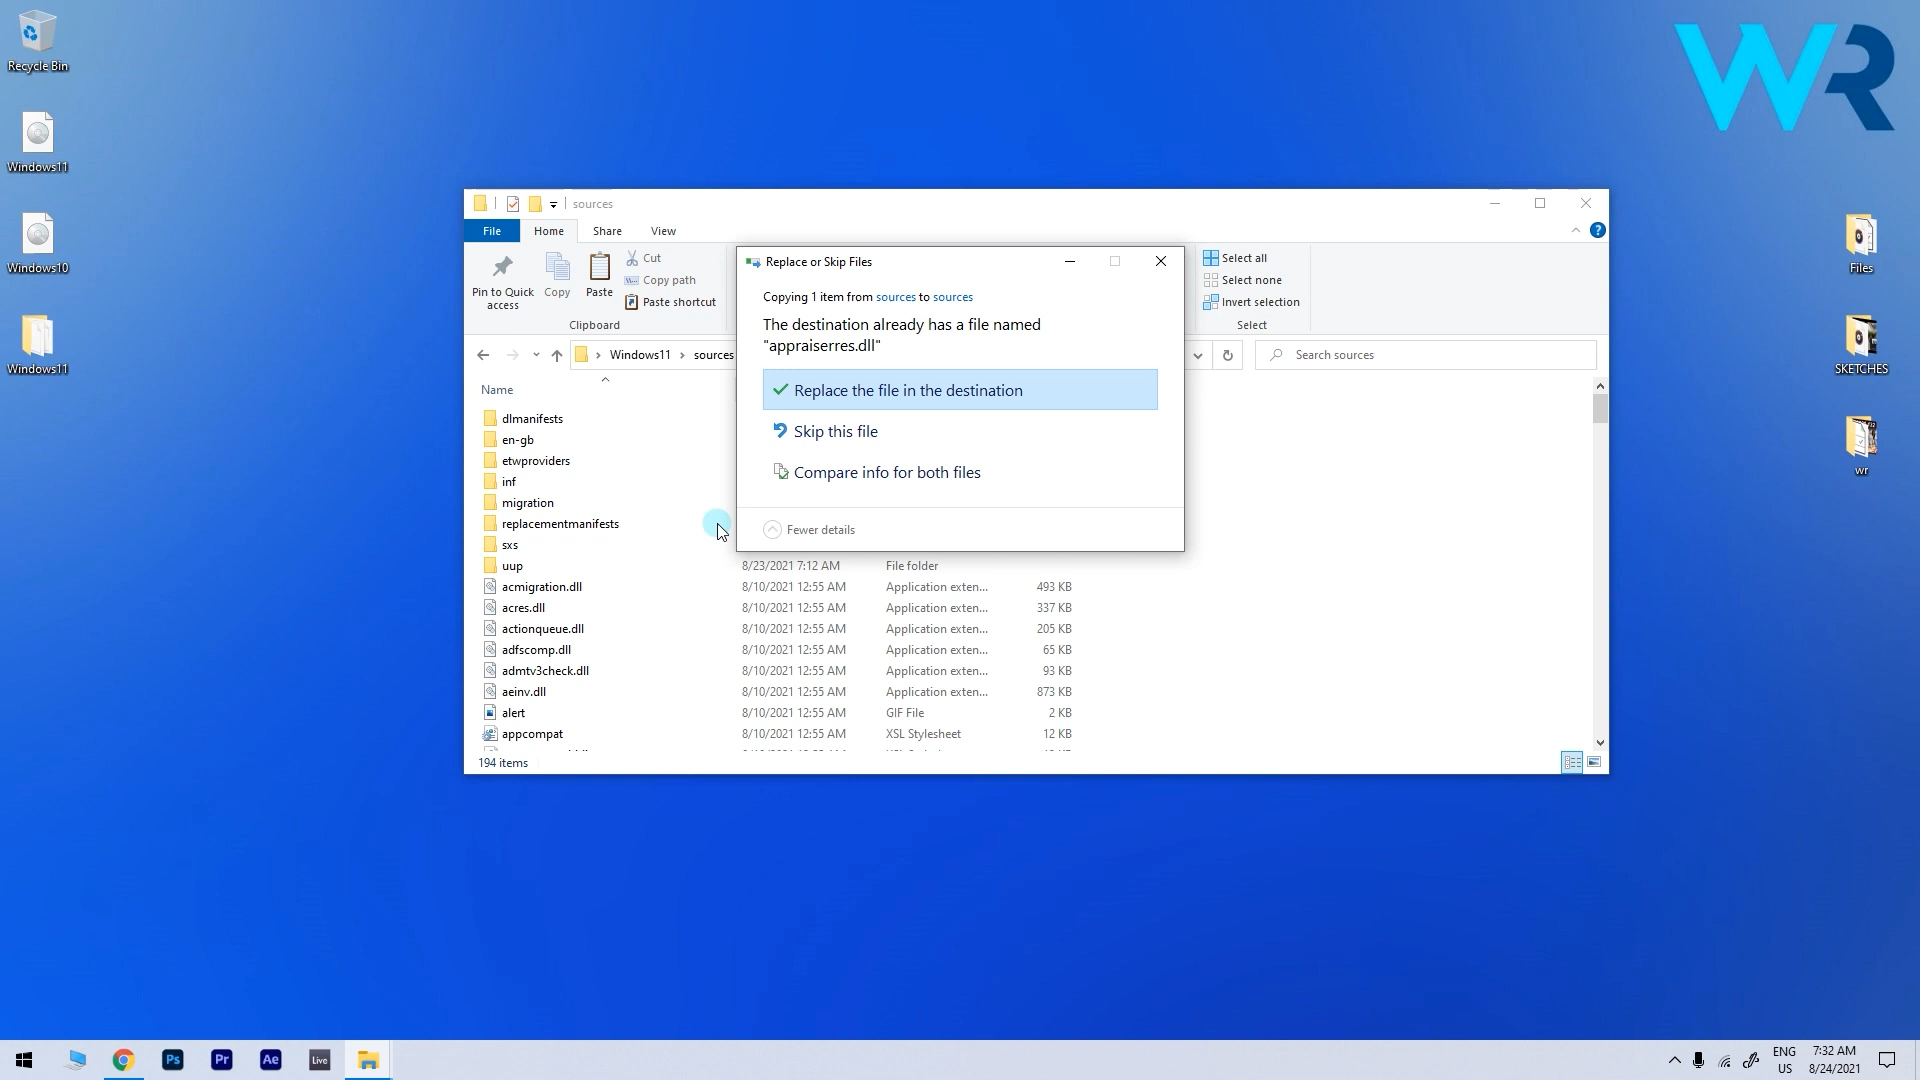 Recycle Bin
Windows11
Windows10
Windows11
WR
Files
SKETCHES
wr
sources
File Home Share View
Pin to Quick access
Copy
Paste
Cut
Copy path
Paste shortcut
Clipboard
Select all
Select none
Invert selection
Select
Windows11 > sources
Search sources
Name
Replace or Skip Files
Copying 1 item from sources to sources
The destination already has a file named
"appraiserres.dll"
Replace the file in the destination
Skip this file
Compare info for both files
Fewer details
dlmanifests
en-gb
etwproviders
inf
migration
replacementmanifests
sxs
uup 8/23/2021 7:12 AM File folder
acmigration.dll 8/10/2021 12:55 AM Application exten... 493 KB
acres.dll 8/10/2021 12:55 AM Application exten... 337 KB
actionqueue.dll 8/10/2021 12:55 AM Application exten... 205 KB
adfscomp.dll 8/10/2021 12:55 AM Application exten... 65 KB
admtv3check.dll 8/10/2021 12:55 AM Application exten... 93 KB
aeinv.dll 8/10/2021 12:55 AM Application exten... 873 KB
alert 8/10/2021 12:55 AM GIF File 2 KB
appcompat 8/10/2021 12:55 AM XSL Stylesheet 12 KB
194 items
Ps
Pr
Ae
Live
ENG
US
7:32 AM
8/24/2021